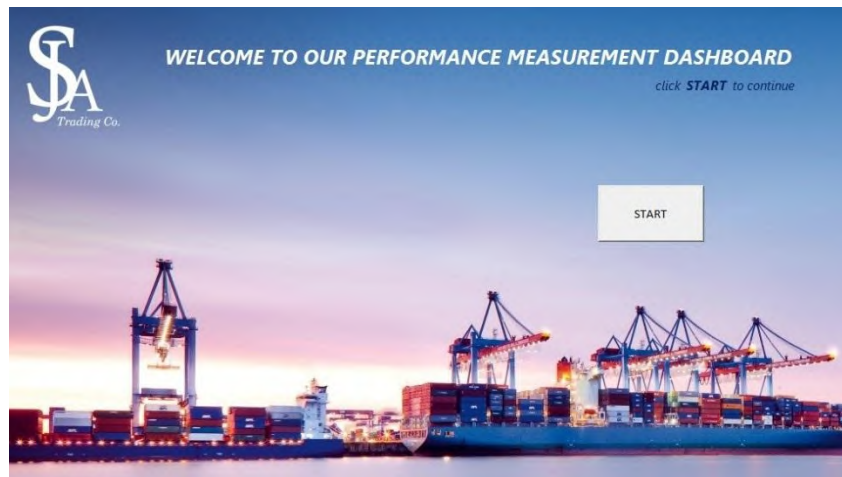 SJA
Trading Co.
WELCOME TO OUR PERFORMANCE MEASUREMENT DASHBOARD
click START to continue
START